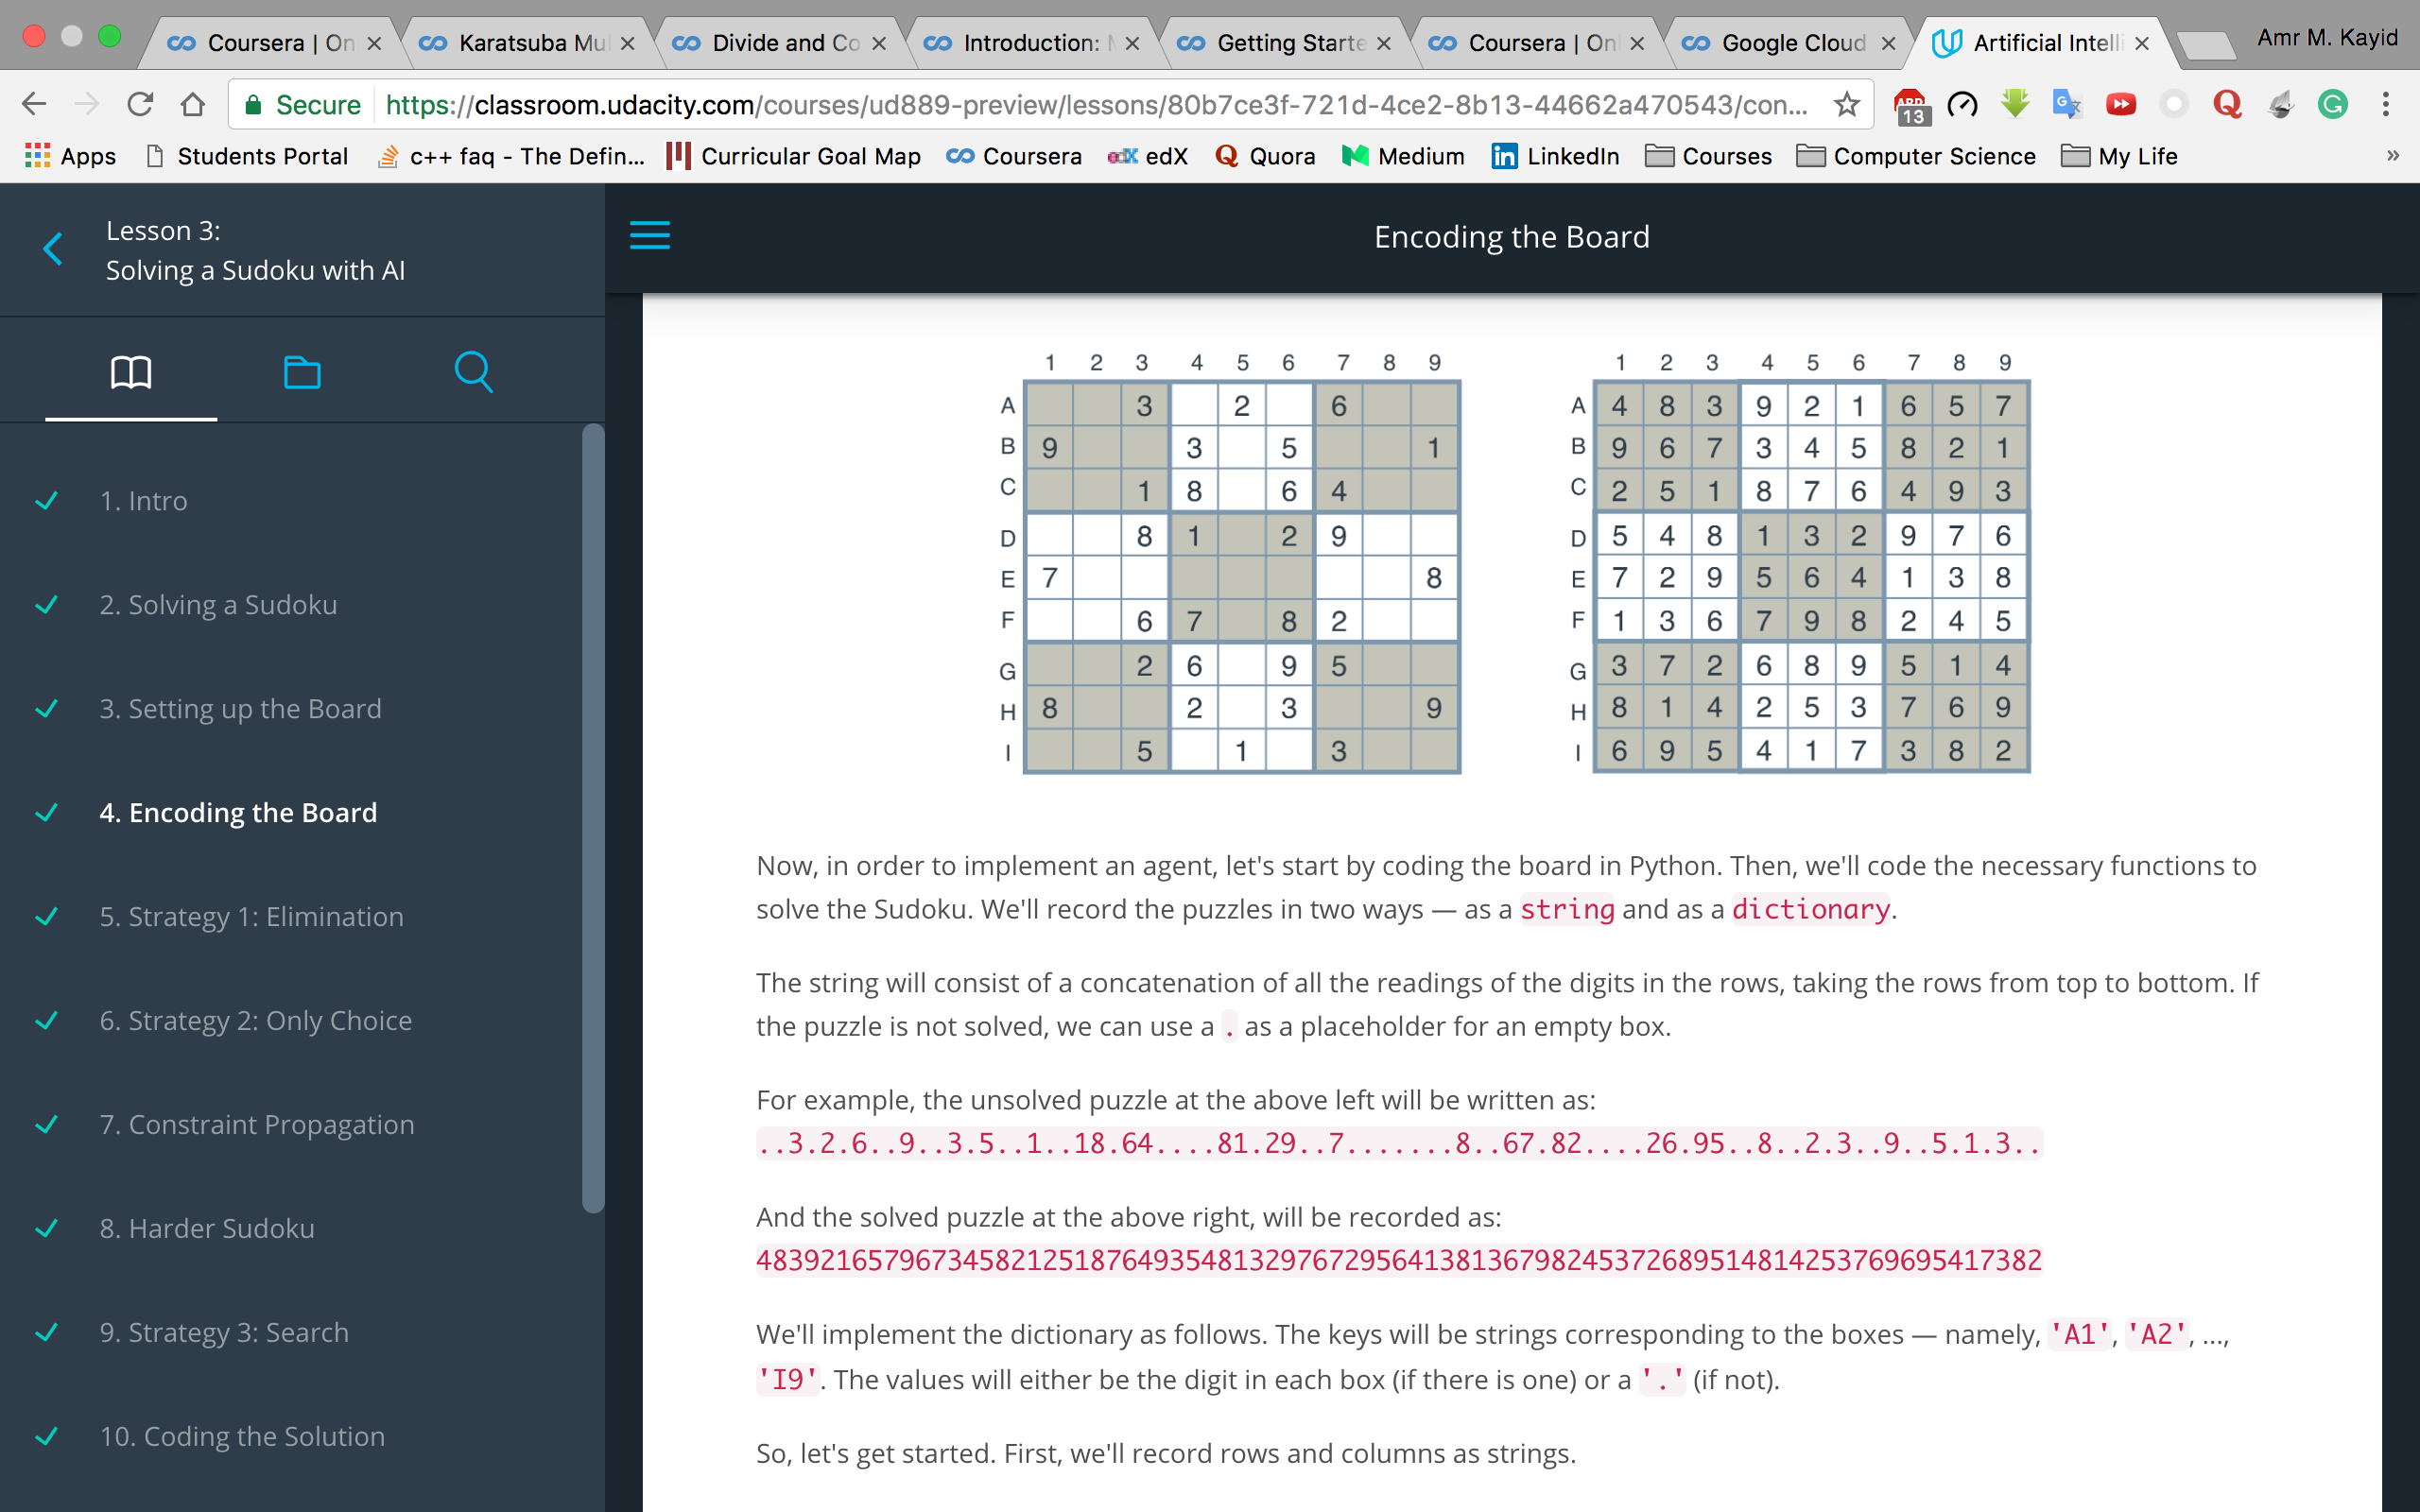 Coursera | On
Karatsuba Mul
Divide and Co
Introduction:
Getting Starte
Coursera | Onl
Google Cloud
Artificial Intelli
Amr M. Kayid
Secure https://classroom.udacity.com/courses/ud889-preview/lessons/80b7ce3f-721d-4ce2-8b13-44662a470543/con...
ABP 13
Apps Students Portal c++ faq - The Defin... Curricular Goal Map Coursera edX Quora Medium LinkedIn Courses Computer Science My Life »
Lesson 3:
Solving a Sudoku with AI
1. Intro
2. Solving a Sudoku
3. Setting up the Board
4. Encoding the Board
5. Strategy 1: Elimination
6. Strategy 2: Only Choice
7. Constraint Propagation
8. Harder Sudoku
9. Strategy 3: Search
10. Coding the Solution
Encoding the Board
1 2 3 4 5 6 7 8 9
A 3 2 6
B 9 3 5 1
C 1 8 6 4
D 8 1 2 9
E 7 8
F 6 7 8 2
G 2 6 9 5
H 8 2 3 9
I 5 1 3
1 2 3 4 5 6 7 8 9
A 4 8 3 9 2 1 6 5 7
B 9 6 7 3 4 5 8 2 1
C 2 5 1 8 7 6 4 9 3
D 5 4 8 1 3 2 9 7 6
E 7 2 9 5 6 4 1 3 8
F 1 3 6 7 9 8 2 4 5
G 3 7 2 6 8 9 5 1 4
H 8 1 4 2 5 3 7 6 9
I 6 9 5 4 1 7 3 8 2
Now, in order to implement an agent, let's start by coding the board in Python. Then, we'll code the necessary functions to
solve the Sudoku. We'll record the puzzles in two ways — as a string and as a dictionary.
The string will consist of a concatenation of all the readings of the digits in the rows, taking the rows from top to bottom. If
the puzzle is not solved, we can use a . as a placeholder for an empty box.
For example, the unsolved puzzle at the above left will be written as:
..3.2.6..9..3.5..1..18.64....81.29..7.......8..67.82....26.95..8..2.3..9..5.1.3..
And the solved puzzle at the above right, will be recorded as:
483921657967345821251876493548132976729564138136798245372689514814253769695417382
We'll implement the dictionary as follows. The keys will be strings corresponding to the boxes — namely, 'A1', 'A2', ...,
'I9'. The values will either be the digit in each box (if there is one) or a '.' (if not).
So, let's get started. First, we'll record rows and columns as strings.